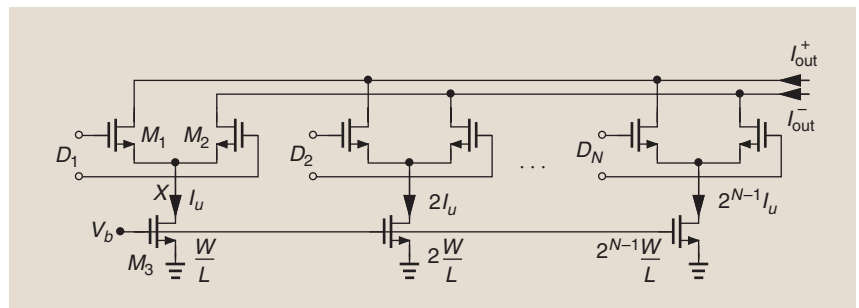 I_out^+
I_out^-
D_1 M_1 M_2 D_2 . . . D_N
X I_u 2I_u 2^{N–1}I_u
V_b
M_3 W/L 2 W/L 2^{N–1} W/L